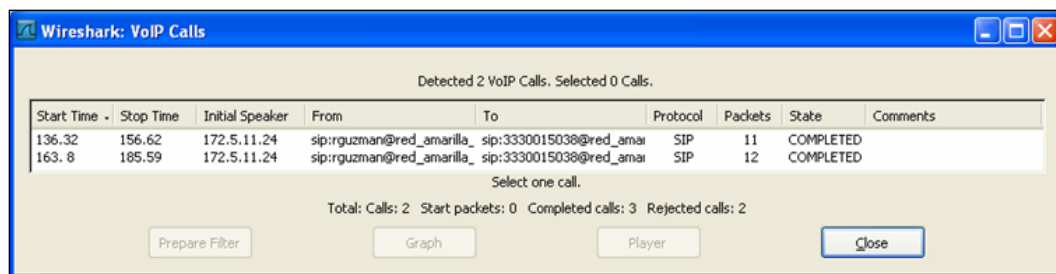 Wireshark: VoIP Calls
Detected 2 VoIP Calls. Selected 0 Calls.
Start Time Stop Time Initial Speaker From To Protocol Packets State Comments
136.32 156.62 172.5.11.24 sip:rguzman@red_amarilla_ sip:3330015038@red_amai SIP 11 COMPLETED
163. 8 185.59 172.5.11.24 sip:rguzman@red_amarilla_ sip:3330015038@red_amai SIP 12 COMPLETED
Select one call.
Total: Calls: 2 Start packets: 0 Completed calls: 3 Rejected calls: 2
Prepare Filter Graph Player Close